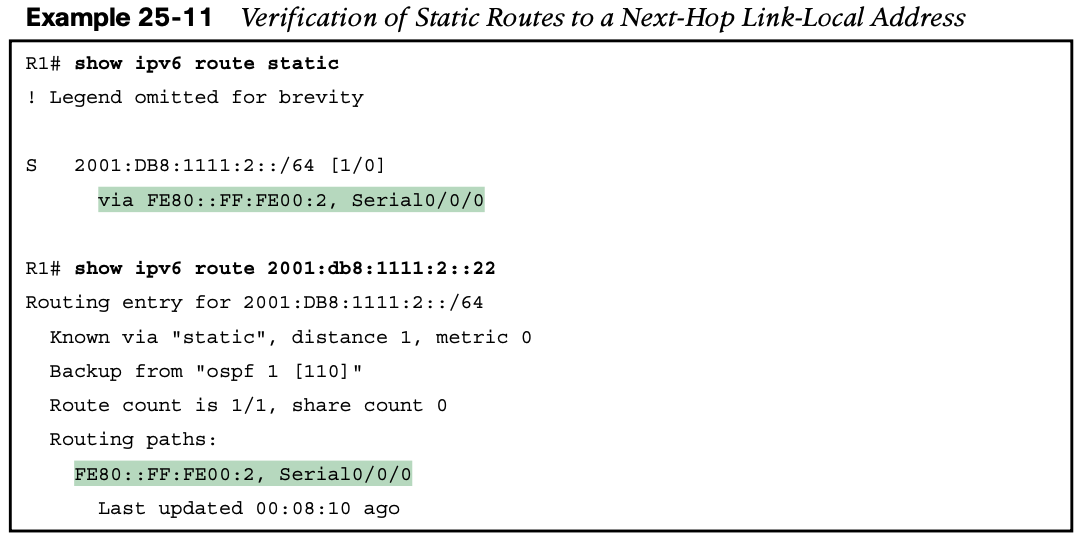 Example 25-11 Verification of Static Routes to a Next-Hop Link-Local Address
R1# show ipv6 route static
! Legend omitted for brevity
S 2001:DB8:1111:2::/64 [1/0]
via FE80::FF:FE00:2, Serial0/0/0
R1# show ipv6 route 2001:db8:1111:2::22
Routing entry for 2001:DB8:1111:2::/64
Known via "static", distance 1, metric 0
Backup from "ospf 1 [110]"
Route count is 1/1, share count 0
Routing paths:
FE80::FF:FE00:2, Serial0/0/0
Last updated 00:08:10 ago